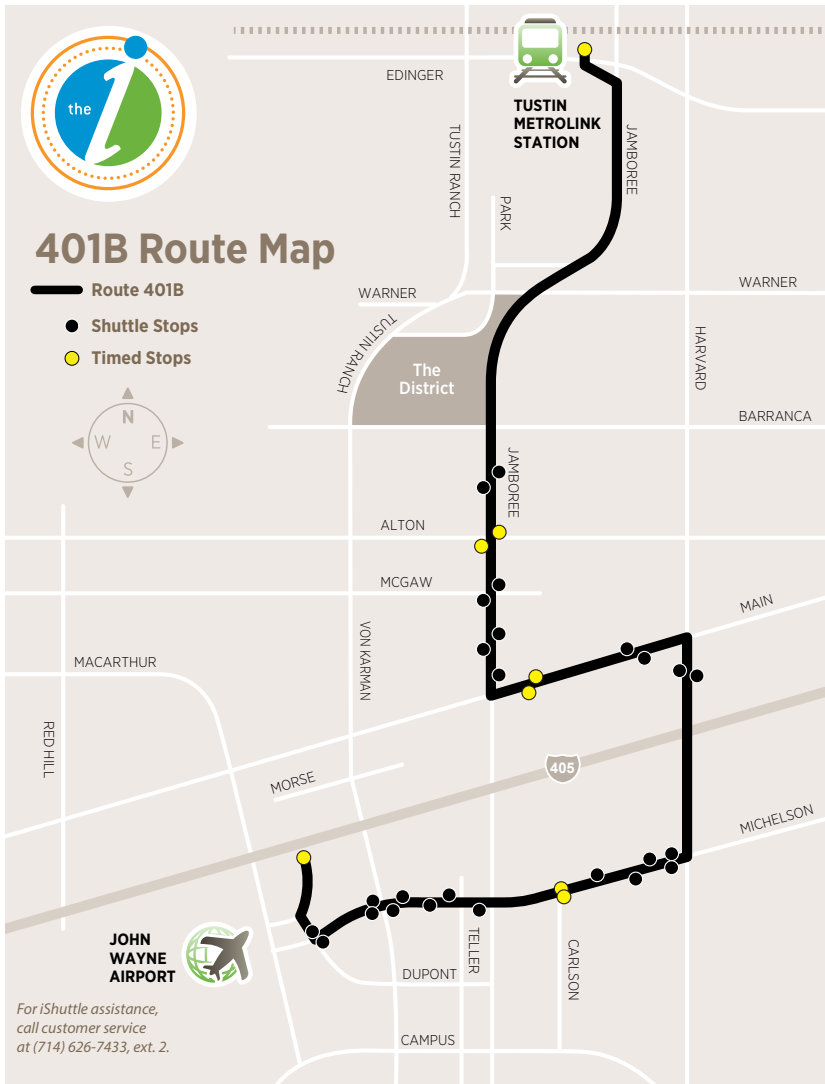 the
i
EDINGER
TUSTIN
METROLINK
STATION
TUSTIN RANCH
JAMBOREE
PARK
401B Route Map
Route 401B
Shuttle Stops
Timed Stops
WARNER
WARNER
TUSTIN RANCH
HARVARD
The
District
N
W E
S
BARRANCA
JAMBOREE
ALTON
MCGAW
MAIN
VON KARMAN
MACARTHUR
RED HILL
405
MORSE
MICHELSON
JOHN
WAYNE
AIRPORT
TELLER
CARLSON
DUPONT
For iShuttle assistance,
call customer service
at (714) 626-7433, ext. 2.
CAMPUS